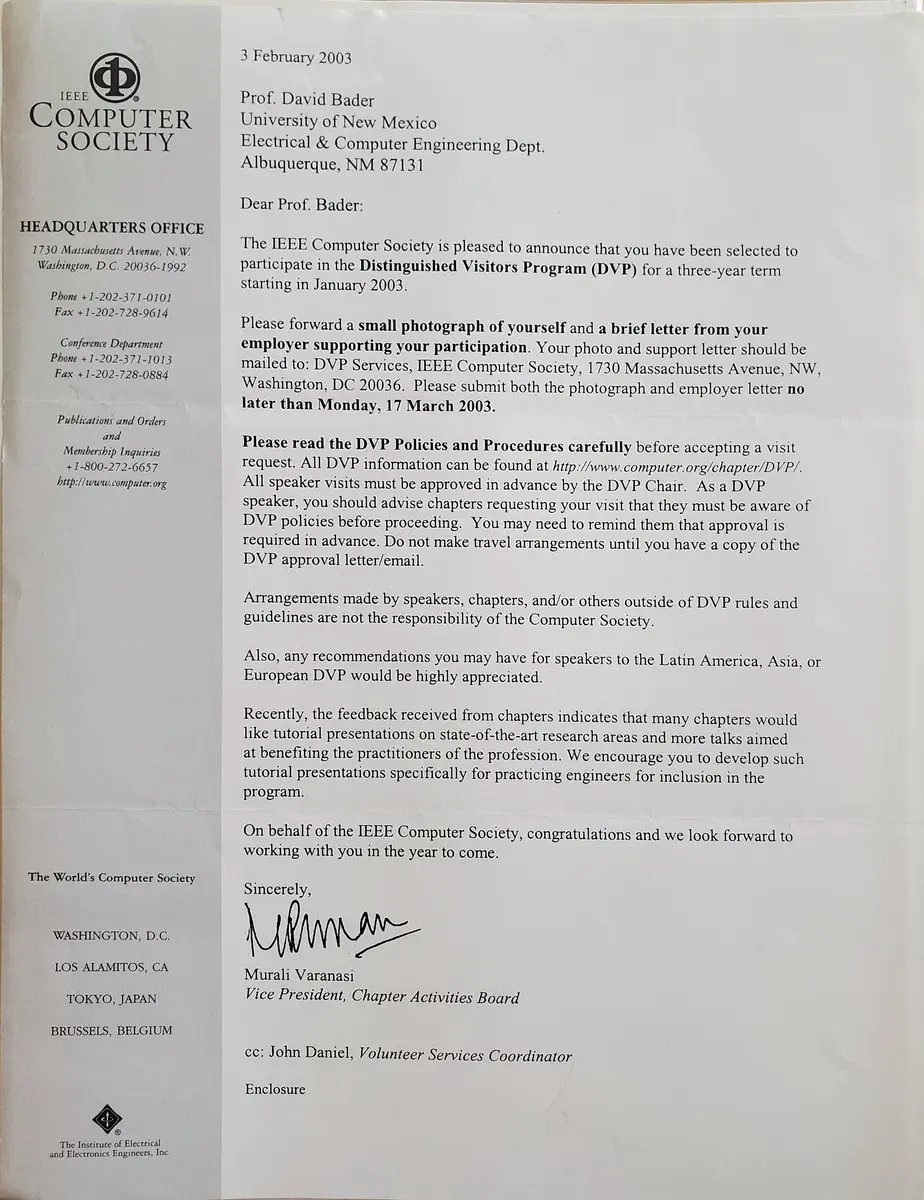 IEEE
COMPUTER
SOCIETY
HEADQUARTERS OFFICE
1730 Massachusetts Avenue, N.W.
Washington, D.C. 20036-1992
Phone +1-202-371-0101
Fax +1-202-728-9614
Conference Department
Phone +1-202-371-1013
Fax +1-202-728-0884
Publications and Orders
and
Membership Inquiries
+1-800-272-6657
http://www.computer.org
The World's Computer Society
WASHINGTON, D.C.
LOS ALAMITOS, CA
TOKYO, JAPAN
BRUSSELS, BELGIUM
The Institute of Electrical
and Electronics Engineers, Inc.
3 February 2003
Prof. David Bader
University of New Mexico
Electrical & Computer Engineering Dept.
Albuquerque, NM 87131
Dear Prof. Bader:
The IEEE Computer Society is pleased to announce that you have been selected to
participate in the Distinguished Visitors Program (DVP) for a three-year term
starting in January 2003.
Please forward a small photograph of yourself and a brief letter from your
employer supporting your participation. Your photo and support letter should be
mailed to: DVP Services, IEEE Computer Society, 1730 Massachusetts Avenue, NW,
Washington, DC 20036. Please submit both the photograph and employer letter no
later than Monday, 17 March 2003.
Please read the DVP Policies and Procedures carefully before accepting a visit
request. All DVP information can be found at http://www.computer.org/chapter/DVP/.
All speaker visits must be approved in advance by the DVP Chair. As a DVP
speaker, you should advise chapters requesting your visit that they must be aware of
DVP policies before proceeding. You may need to remind them that approval is
required in advance. Do not make travel arrangements until you have a copy of the
DVP approval letter/email.
Arrangements made by speakers, chapters, and/or others outside of DVP rules and
guidelines are not the responsibility of the Computer Society.
Also, any recommendations you may have for speakers to the Latin America, Asia, or
European DVP would be highly appreciated.
Recently, the feedback received from chapters indicates that many chapters would
like tutorial presentations on state-of-the-art research areas and more talks aimed
at benefiting the practitioners of the profession. We encourage you to develop such
tutorial presentations specifically for practicing engineers for inclusion in the
program.
On behalf of the IEEE Computer Society, congratulations and we look forward to
working with you in the year to come.
Sincerely,
Murali Varanasi
Vice President, Chapter Activities Board
cc: John Daniel, Volunteer Services Coordinator
Enclosure